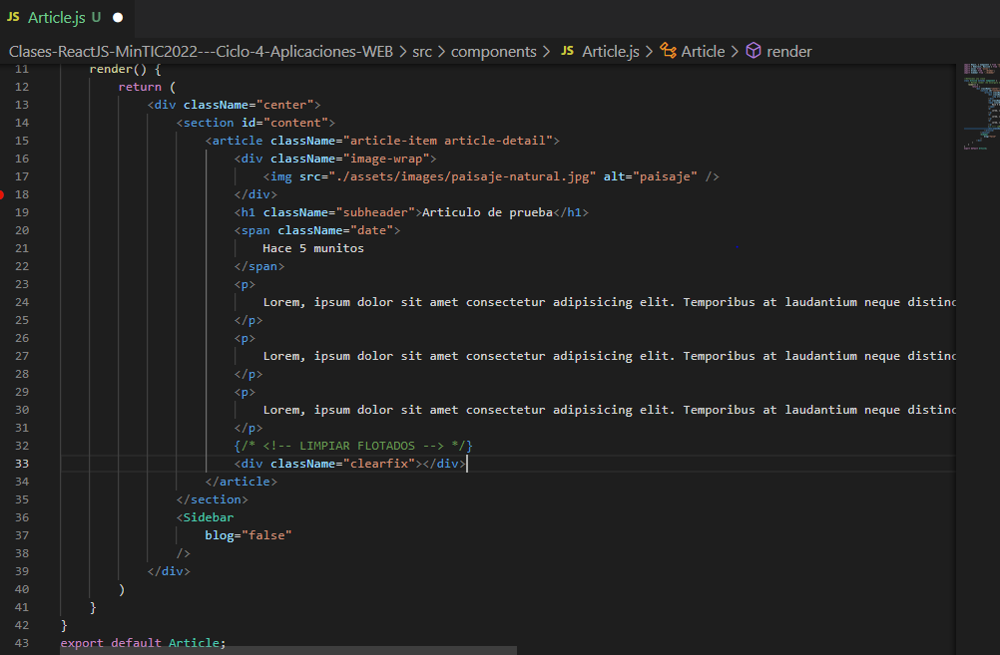 JS Article.js U
Clases-ReactJS-MinTIC2022---Ciclo-4-Aplicaciones-WEB > src > components > JS Article.js > Article > render
11 render() {
12 return (
13 <div className="center">
14 <section id="content">
15 <article className="article-item article-detail">
16 <div className="image-wrap">
17 <img src="./assets/images/paisaje-natural.jpg" alt="paisaje" />
18 </div>
19 <h1 className="subheader">Articulo de prueba</h1>
20 <span className="date">
21 Hace 5 munitos
22 </span>
23 <p>
24 Lorem, ipsum dolor sit amet consectetur adipisicing elit. Temporibus at laudantium neque distinc
25 </p>
26 <p>
27 Lorem, ipsum dolor sit amet consectetur adipisicing elit. Temporibus at laudantium neque distinc
28 </p>
29 <p>
30 Lorem, ipsum dolor sit amet consectetur adipisicing elit. Temporibus at laudantium neque distinc
31 </p>
32 {/* <!-- LIMPIAR FLOTADOS --> */}
33 <div className="clearfix"></div>
34 </article>
35 </section>
36 <Sidebar
37 blog="false"
38 />
39 </div>
40 )
41 }
42 }
43 export default Article;